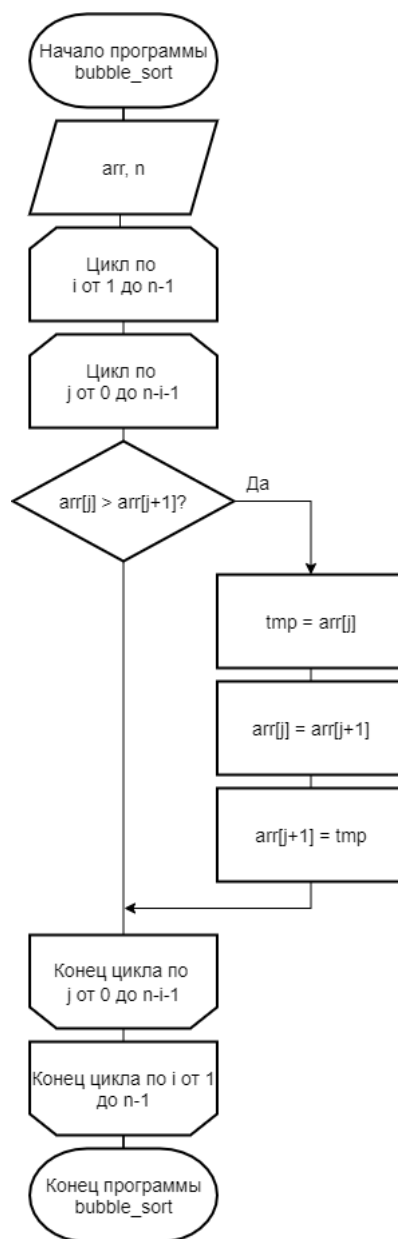 Начало программы
bubble_sort
arr, n
Цикл по
i от 1 до n-1
Цикл по
j от 0 до n-i-1
arr[j] > arr[j+1]?
Да
tmp = arr[j]
arr[j] = arr[j+1]
arr[j+1] = tmp
Конец цикла по
j от 0 до n-i-1
Конец цикла по i от 1
до n-1
Конец программы
bubble_sort